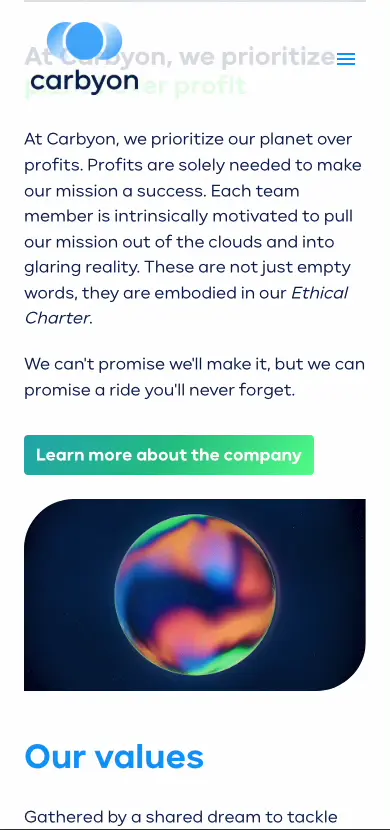 At Carbyon, we prioritize
planet over profit
carbyon
At Carbyon, we prioritize our planet over
profits. Profits are solely needed to make
our mission a success. Each team
member is intrinsically motivated to pull
our mission out of the clouds and into
glaring reality. These are not just empty
words, they are embodied in our Ethical
Charter.
We can't promise we'll make it, but we can
promise a ride you'll never forget.
Learn more about the company
Our values
Gathered by a shared dream to tackle